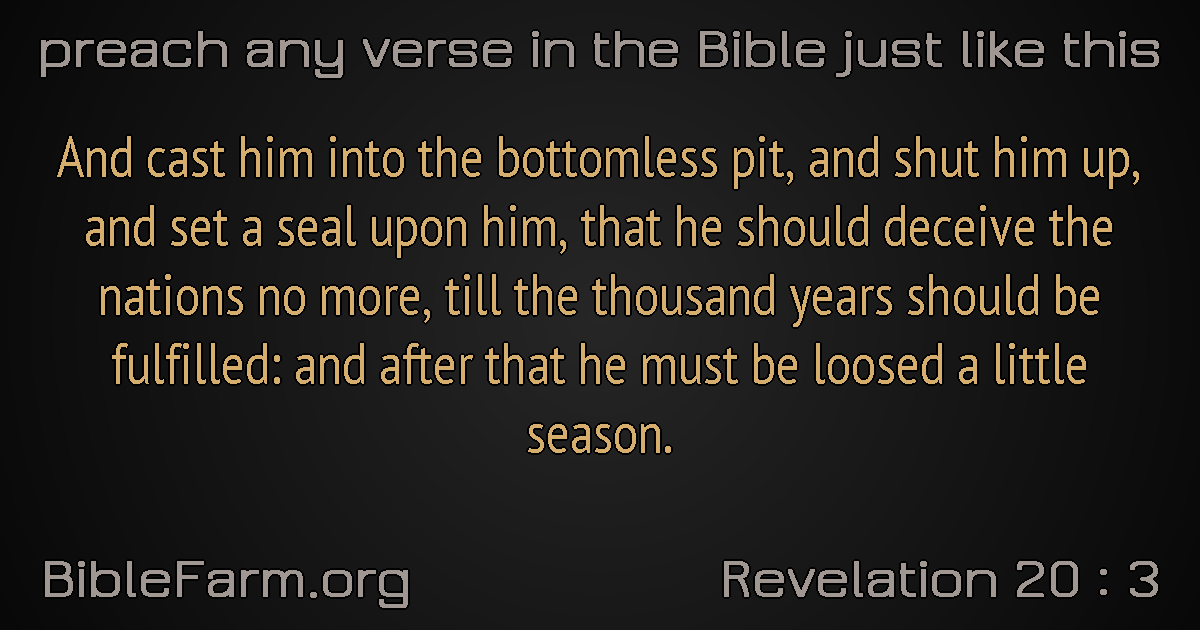 preach any verse in the Bible just like this
And cast him into the bottomless pit, and shut him up,
and set a seal upon him, that he should deceive the
nations no more, till the thousand years should be
fulfilled: and after that he must be loosed a little
season.
BibleFarm.org
Revelation 20 : 3